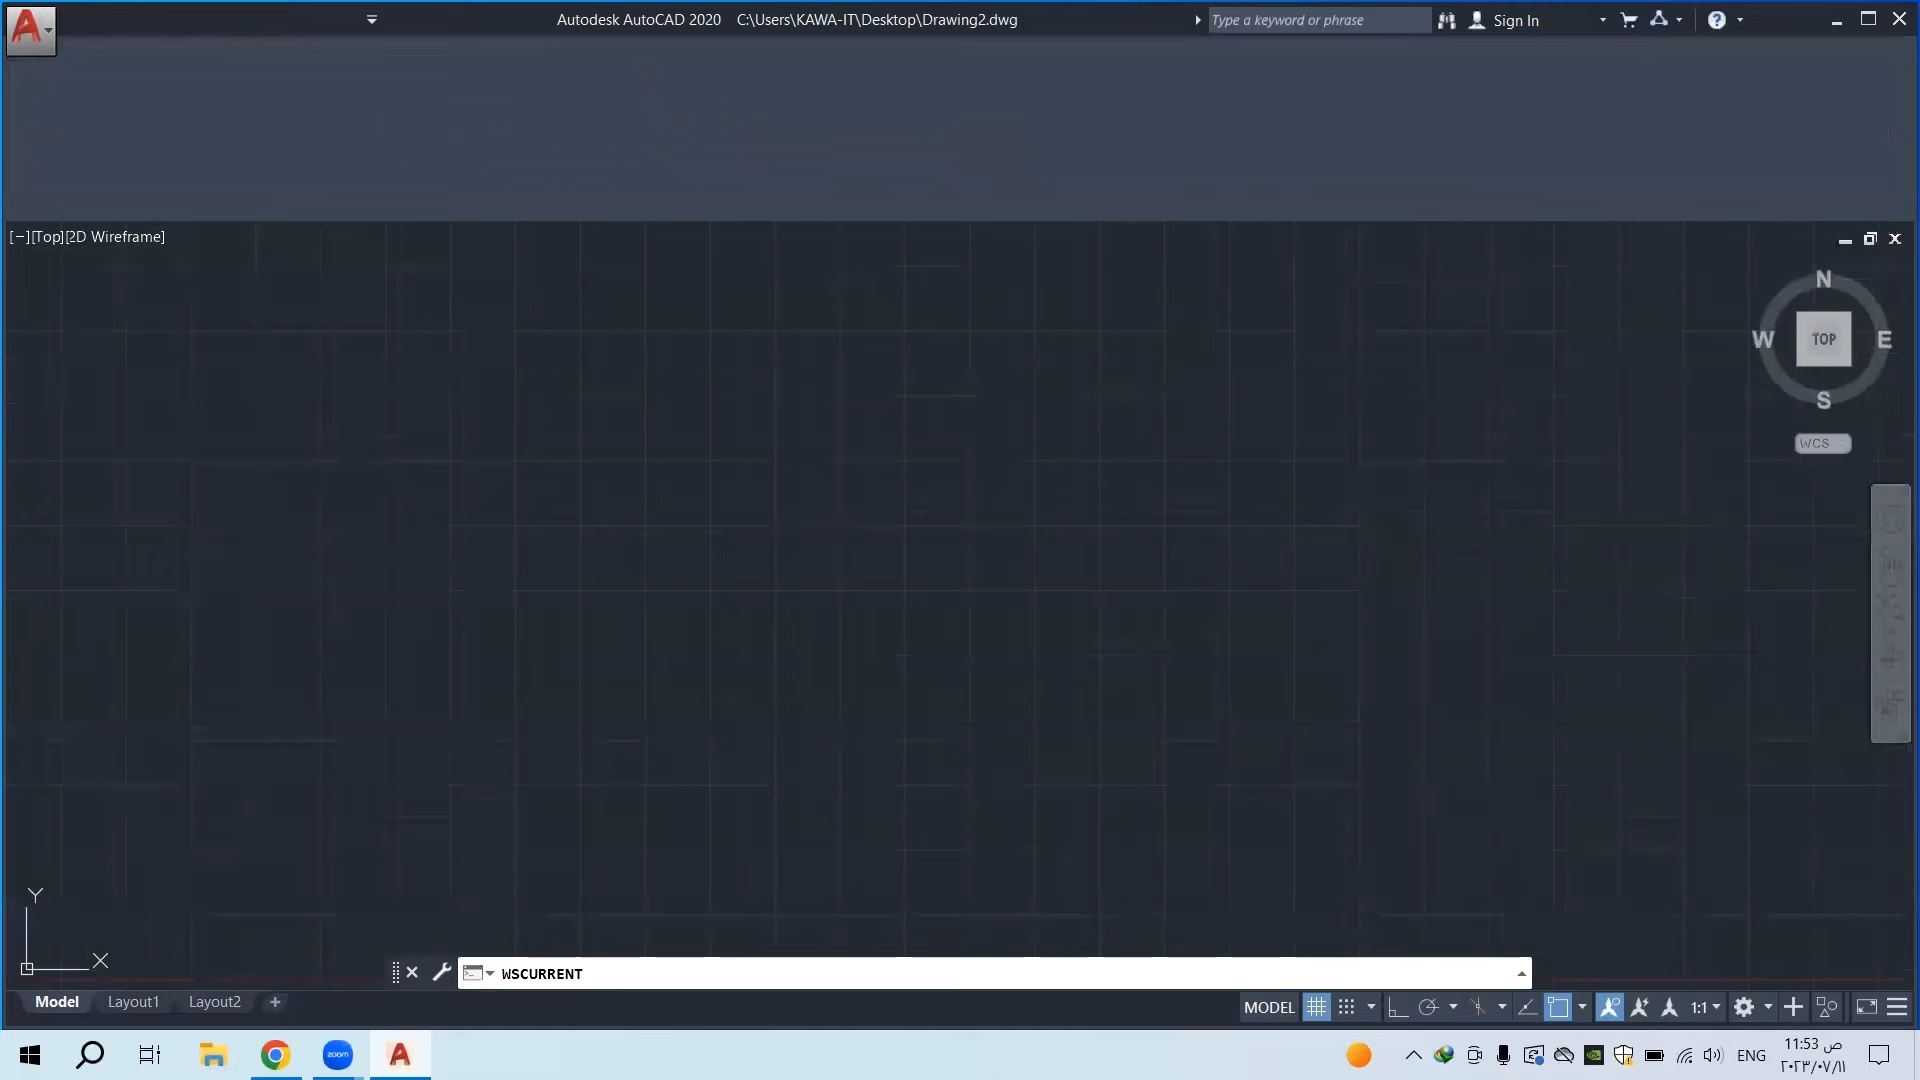 Autodesk AutoCAD 2020 C:\Users\KAWA-IT\Desktop\Drawing2.dwg
Type a keyword or phrase
Sign In
[−][Top][2D Wireframe]
N
W TOP E
S
WCS
Y
X
WSCURRENT
Model Layout1 Layout2
MODEL 1:1
zoom
ENG
11:53 ص
٢٠٢٣/٠٧/١١